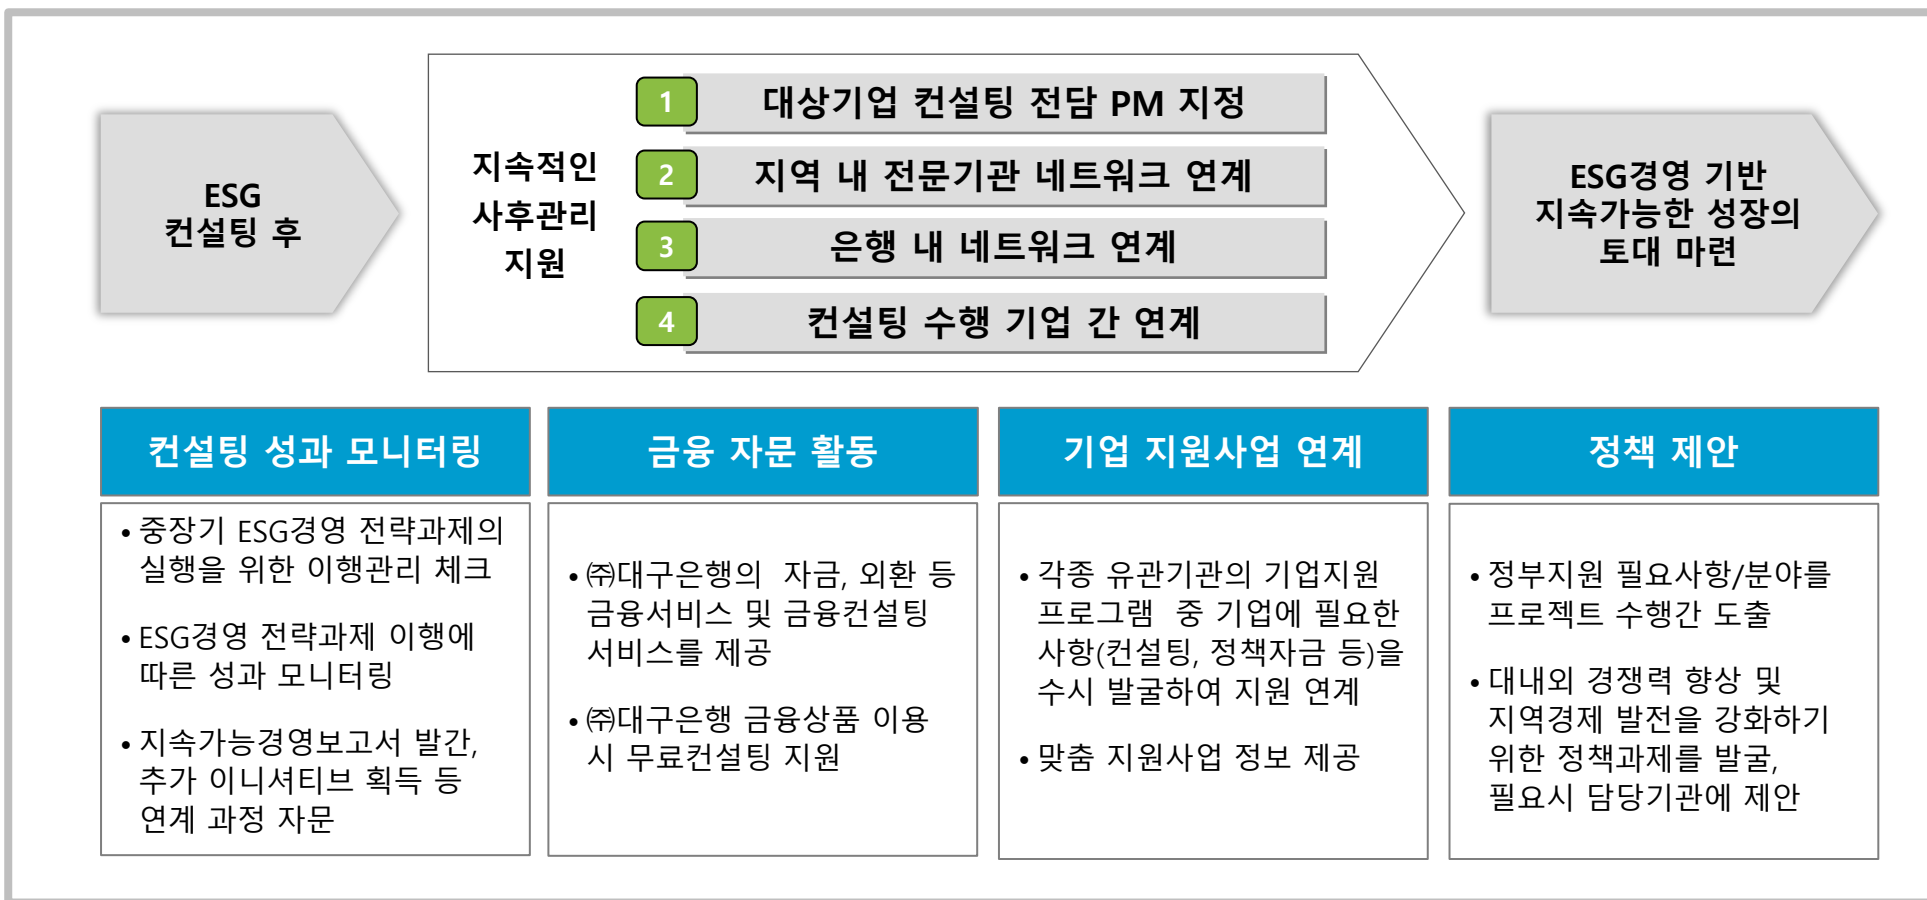 ESG
컨설팅 후
지속적인
사후관리
지원
1 대상기업 컨설팅 전담 PM 지정
2 지역 내 전문기관 네트워크 연계
3 은행 내 네트워크 연계
4 컨설팅 수행 기업 간 연계
ESG경영 기반
지속가능한 성장의
토대 마련
컨설팅 성과 모니터링
• 중장기 ESG경영 전략과제의
실행을 위한 이행관리 체크
• ESG경영 전략과제 이행에
따른 성과 모니터링
• 지속가능경영보고서 발간,
추가 이니셔티브 획득 등
연계 과정 자문
금융 자문 활동
• ㈜대구은행의 자금, 외환 등
금융서비스 및 금융컨설팅
서비스를 제공
• ㈜대구은행 금융상품 이용
시 무료컨설팅 지원
기업 지원사업 연계
• 각종 유관기관의 기업지원
프로그램 중 기업에 필요한
사항(컨설팅, 정책자금 등)을
수시 발굴하여 지원 연계
• 맞춤 지원사업 정보 제공
정책 제안
• 정부지원 필요사항/분야를
프로젝트 수행간 도출
• 대내외 경쟁력 향상 및
지역경제 발전을 강화하기
위한 정책과제를 발굴,
필요시 담당기관에 제안